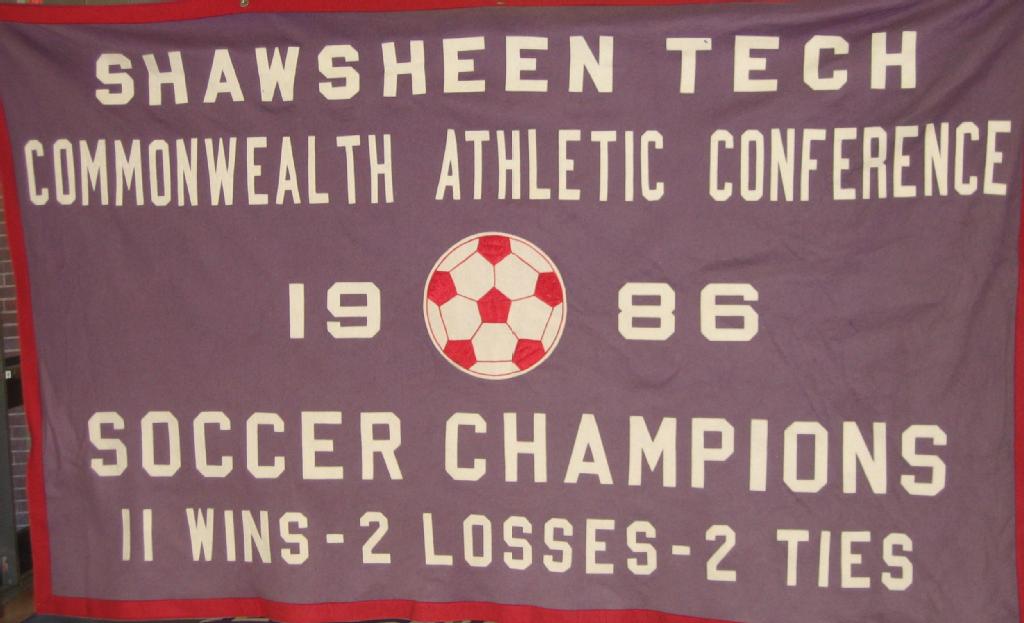 SHAWSHEEN TECH
COMMONWEALTH ATHLETIC CONFERENCE
19 86
SOCCER CHAMPIONS
11 WINS-2 LOSSES-2 TIES